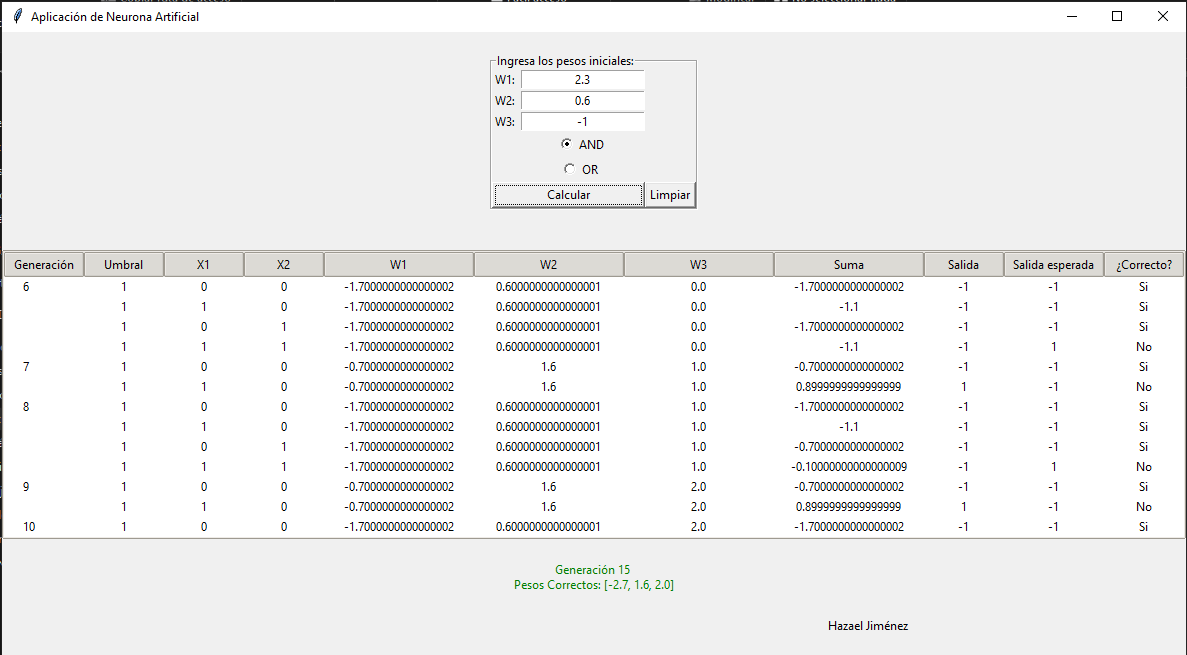 Aplicación de Neurona Artificial
Ingresa los pesos iniciales:
W1: 2.3
W2: 0.6
W3: -1
AND
OR
Calcular Limpiar
Generación Umbral X1 X2 W1 W2 W3 Suma Salida Salida esperada ¿Correcto?
6 1 0 0 -1.7000000000000002 0.6000000000000001 0.0 -1.7000000000000002 -1 -1 Si
1 1 0 -1.7000000000000002 0.6000000000000001 0.0 -1.1 -1 -1 Si
1 0 1 -1.7000000000000002 0.6000000000000001 0.0 -1.7000000000000002 -1 -1 Si
1 1 1 -1.7000000000000002 0.6000000000000001 0.0 -1.1 -1 1 No
7 1 0 0 -0.7000000000000002 1.6 1.0 -0.7000000000000002 -1 -1 Si
1 1 0 -0.7000000000000002 1.6 1.0 0.8999999999999999 1 -1 No
8 1 0 0 -1.7000000000000002 0.6000000000000001 1.0 -1.7000000000000002 -1 -1 Si
1 1 0 -1.7000000000000002 0.6000000000000001 1.0 -1.1 -1 -1 Si
1 0 1 -1.7000000000000002 0.6000000000000001 1.0 -0.7000000000000002 -1 -1 Si
1 1 1 -1.7000000000000002 0.6000000000000001 1.0 -0.10000000000000009 -1 1 No
9 1 0 0 -0.7000000000000002 1.6 2.0 -0.7000000000000002 -1 -1 Si
1 1 0 -0.7000000000000002 1.6 2.0 0.8999999999999999 1 -1 No
10 1 0 0 -1.7000000000000002 0.6000000000000001 2.0 -1.7000000000000002 -1 -1 Si
Generación 15
Pesos Correctos: [-2.7, 1.6, 2.0]
Hazael Jiménez